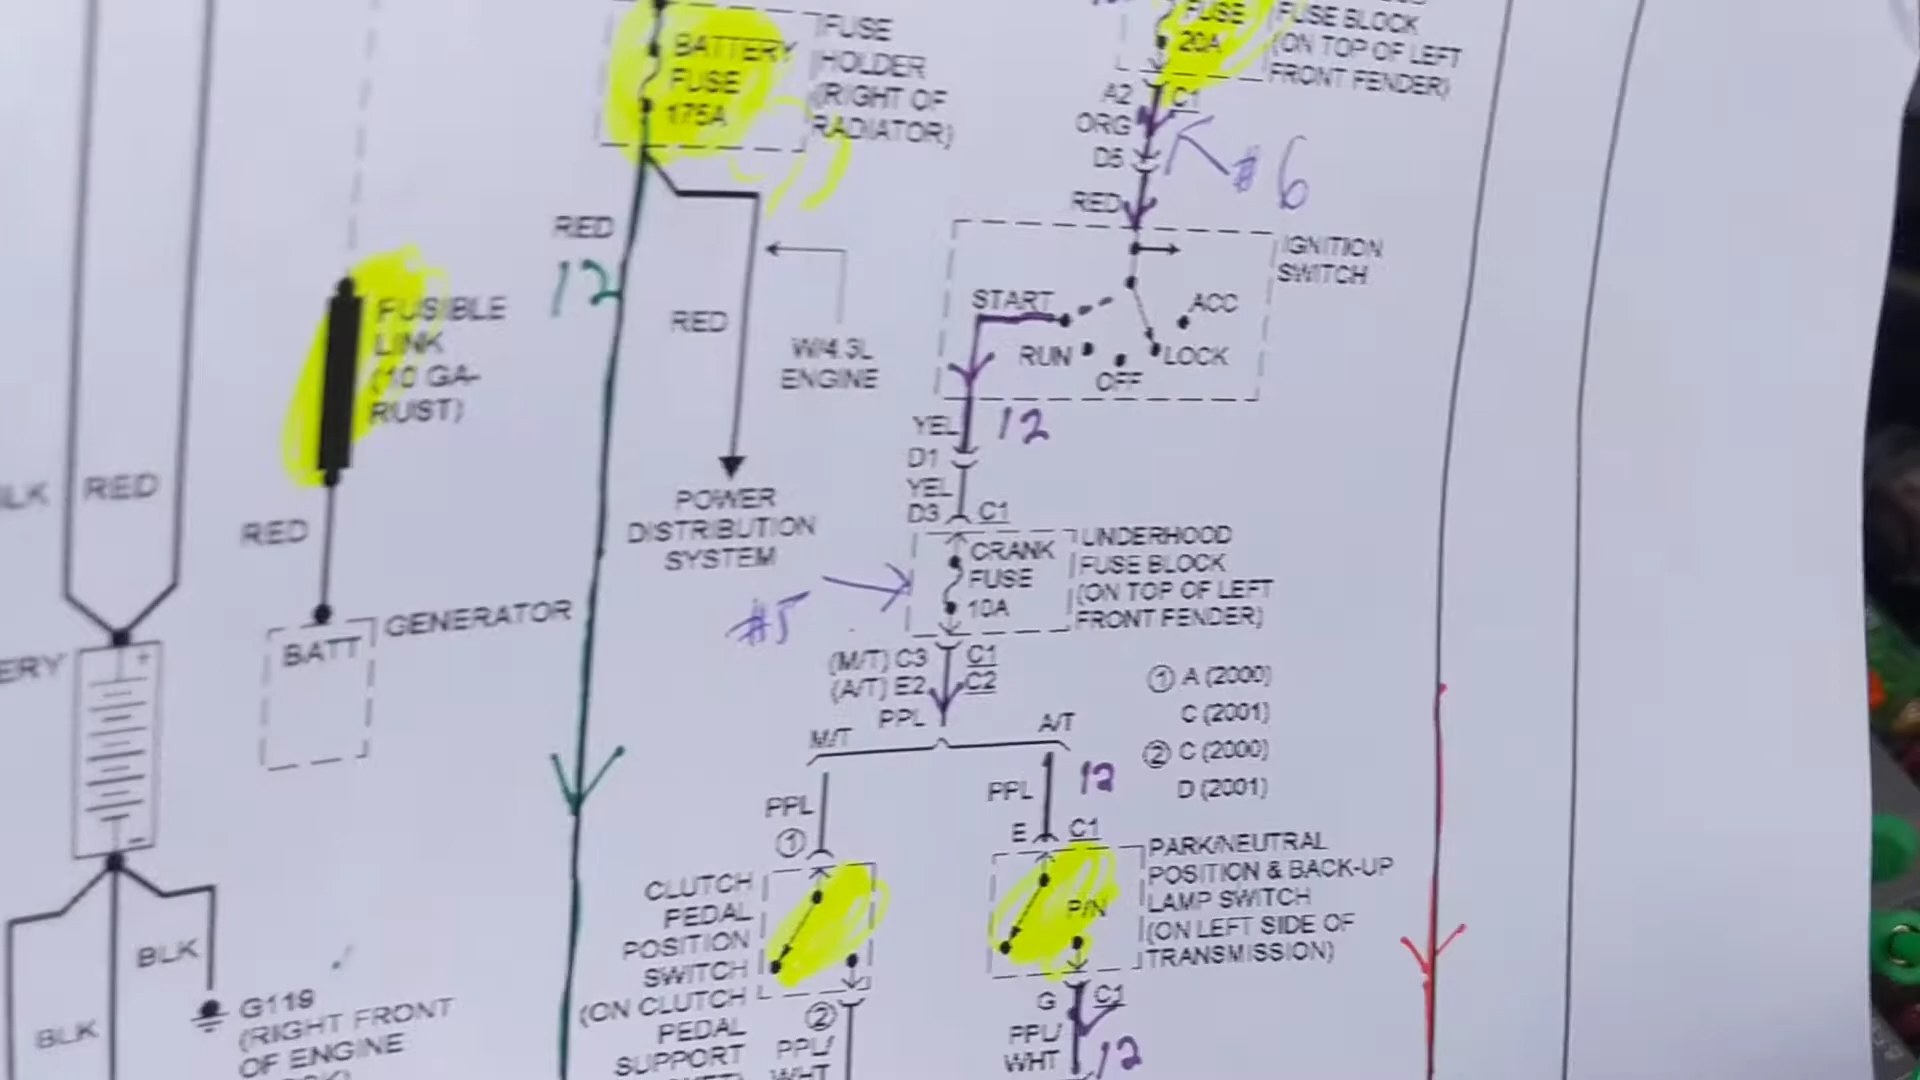 FUSE
HOLDER
(RIGHT OF
RADIATOR)
BATTERY
FUSE
175A
FUSE
20A
FUSE BLOCK
(ON TOP OF LEFT
FRONT FENDER)
A2 C1
ORG
D5
#6
RED
RED
12
RED
W/4.3L
ENGINE
IGNITION
SWITCH
START
ACC
RUN
LOCK
OFF
FUSIBLE
LINK
(10 GA-
RUST)
YEL 12
D1
YEL
D3 C1
BLK
RED
RED
POWER
DISTRIBUTION
SYSTEM
CRANK
FUSE
10A
UNDERHOOD
FUSE BLOCK
(ON TOP OF LEFT
FRONT FENDER)
#5
GENERATOR
BATT
(M/T) C3 C1
(A/T) E2 C2
PPL
M/T
A/T
1 A (2000)
C (2001)
2 C (2000)
D (2001)
PPL
1
PPL
12
E C1
CLUTCH
PEDAL
POSITION
SWITCH
(ON CLUTCH
PEDAL
SUPPORT
P/N
PARK/NEUTRAL
POSITION & BACK-UP
LAMP SWITCH
(ON LEFT SIDE OF
TRANSMISSION)
2
PPL/
WHT
G C1
PPL/
WHT
12
ERY
+
-
BLK
BLK
G119
(RIGHT FRONT
OF ENGINE